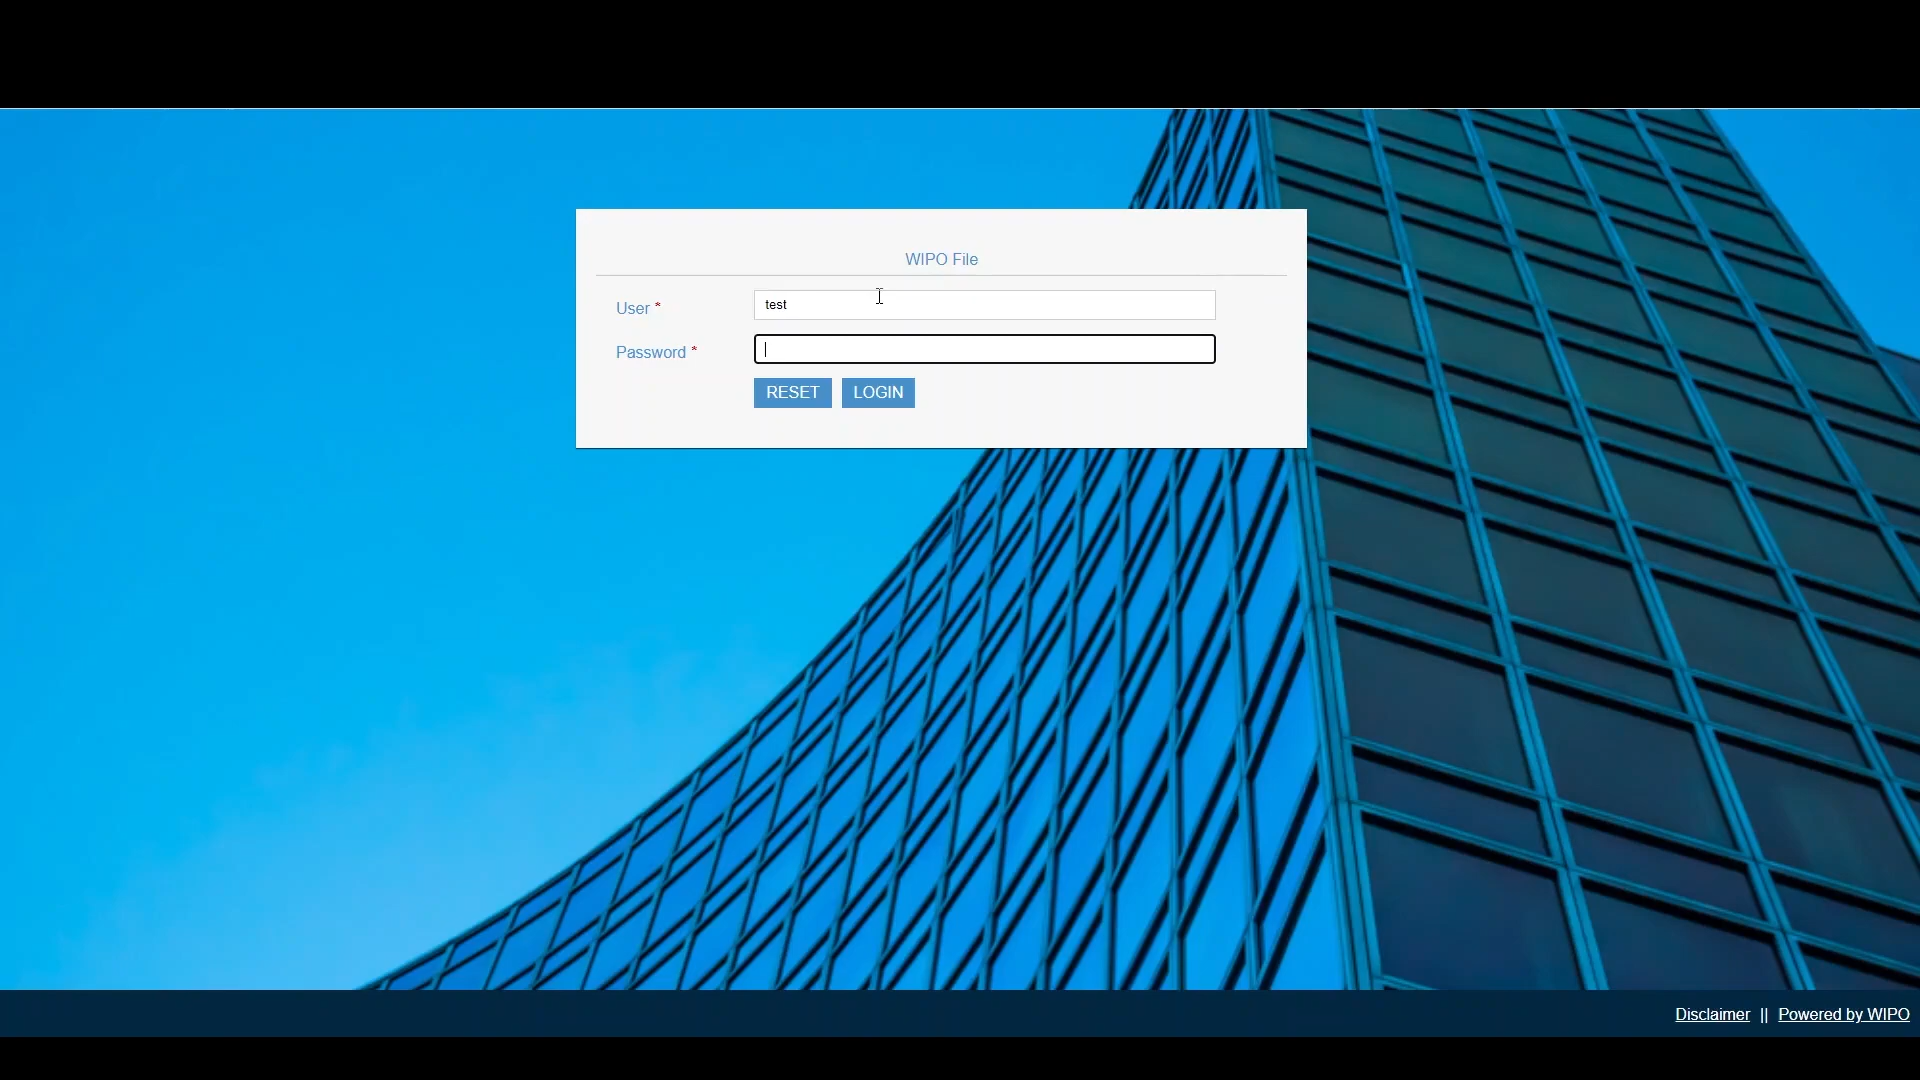 WIPO File
User *
test
Password *
RESET LOGIN
Disclaimer || Powered by WIPO